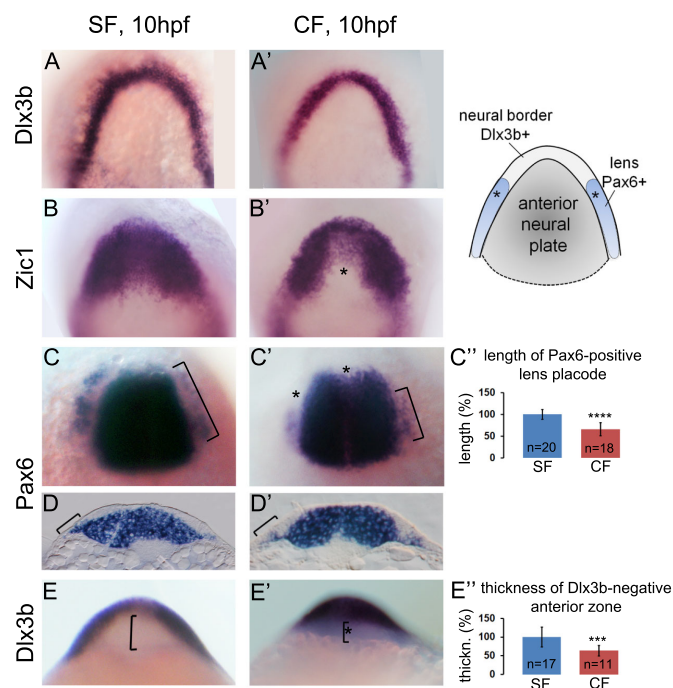 SF, 10hpf
CF, 10hpf
Dlx3b
A
A’
neural border
Dlx3b+
lens
Pax6+
*
*
anterior
neural
plate
Zic1
B
B’
*
Pax6
C
C’
*
*
C’’ length of Pax6-positive
lens placode
length (%)
150
100
50
0
****
n=20
n=18
SF
CF
D
D’
Dlx3b
E
E’
*
E’’ thickness of Dlx3b-negative
anterior zone
thickn. (%)
150
100
50
0
***
n=17
n=11
SF
CF